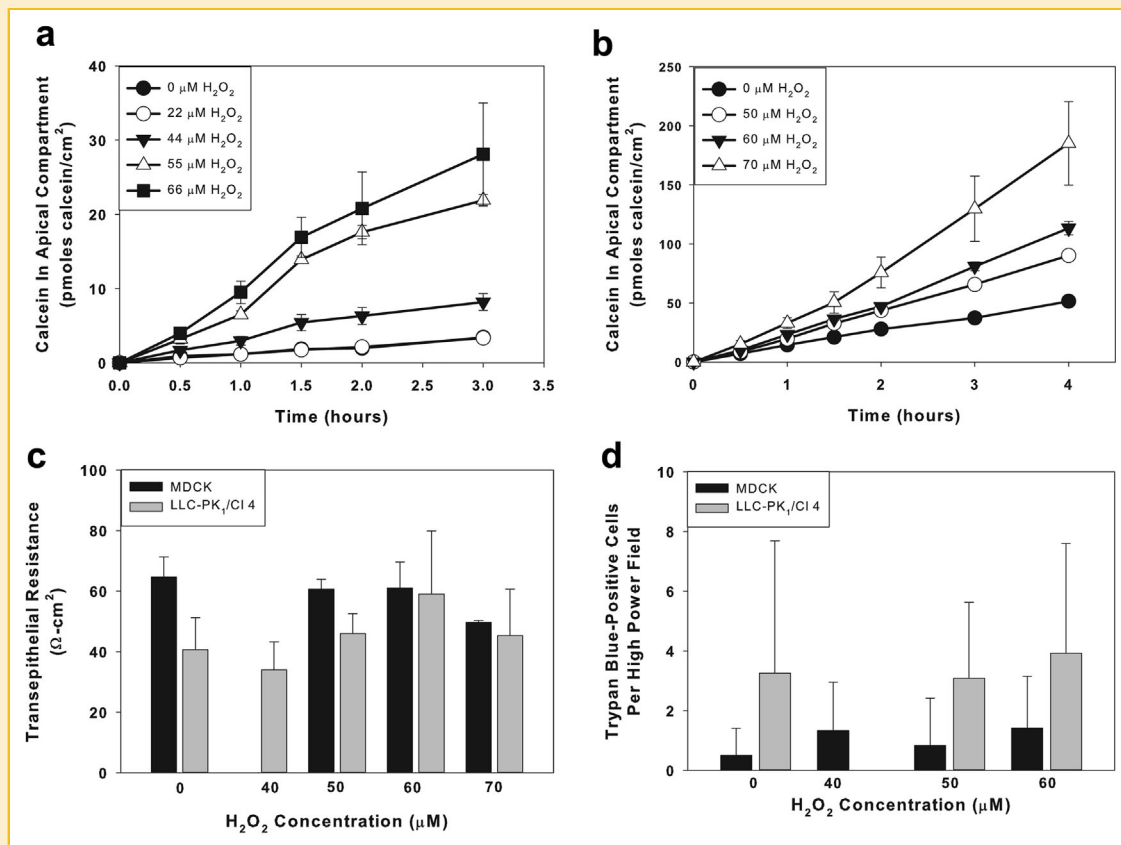 a
40
30
20
10
0
Calcein In Apical Compartment
(pmoles calcein/cm²)
0 μM H₂O₂
22 μM H₂O₂
44 μM H₂O₂
55 μM H₂O₂
66 μM H₂O₂
0.0 0.5 1.0 1.5 2.0 2.5 3.0 3.5
Time (hours)
b
250
200
150
100
50
0
Calcein In Apical Compartment
(pmoles calcein/cm²)
0 μM H₂O₂
50 μM H₂O₂
60 μM H₂O₂
70 μM H₂O₂
0 1 2 3 4
Time (hours)
c
100
80
60
40
20
0
Transepithelial Resistance
(Ω-cm²)
MDCK
LLC-PK₁/Cl 4
0 40 50 60 70
H₂O₂ Concentration (μM)
d
10
8
6
4
2
0
Trypan Blue-Positive Cells
Per High Power Field
MDCK
LLC-PK₁/Cl 4
0 40 50 60
H₂O₂ Concentration (μM)